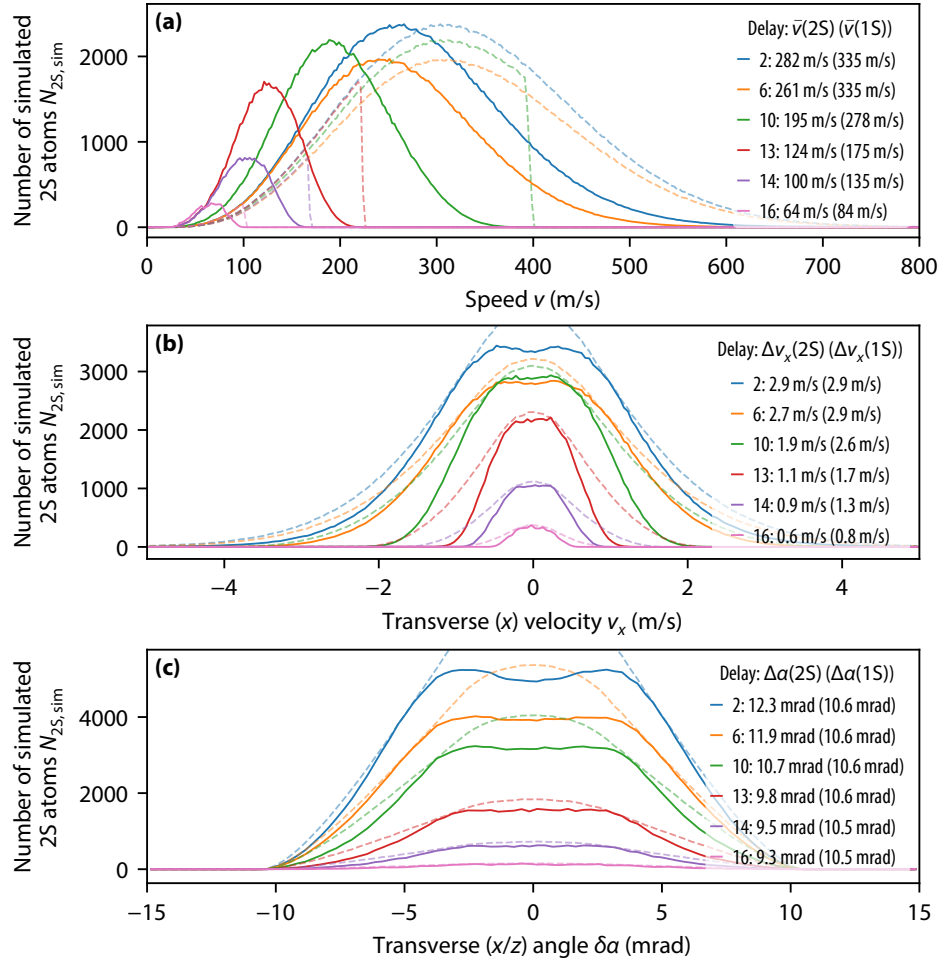 (a)
Number of simulated
2S atoms N2S,sim
2000
1000
0
Delay: v̄(2S) (v̄(1S))
2: 282 m/s (335 m/s)
6: 261 m/s (335 m/s)
10: 195 m/s (278 m/s)
13: 124 m/s (175 m/s)
14: 100 m/s (135 m/s)
16: 64 m/s (84 m/s)
0 100 200 300 400 500 600 700 800
Speed v (m/s)
(b)
Number of simulated
2S atoms N2S,sim
3000
2000
1000
0
Delay: Δvx(2S) (Δvx(1S))
2: 2.9 m/s (2.9 m/s)
6: 2.7 m/s (2.9 m/s)
10: 1.9 m/s (2.6 m/s)
13: 1.1 m/s (1.7 m/s)
14: 0.9 m/s (1.3 m/s)
16: 0.6 m/s (0.8 m/s)
−4 −2 0 2 4
Transverse (x) velocity vx (m/s)
(c)
Number of simulated
2S atoms N2S,sim
4000
2000
0
Delay: Δα(2S) (Δα(1S))
2: 12.3 mrad (10.6 mrad)
6: 11.9 mrad (10.6 mrad)
10: 10.7 mrad (10.6 mrad)
13: 9.8 mrad (10.6 mrad)
14: 9.5 mrad (10.5 mrad)
16: 9.3 mrad (10.5 mrad)
−15 −10 −5 0 5 10 15
Transverse (x/z) angle δα (mrad)